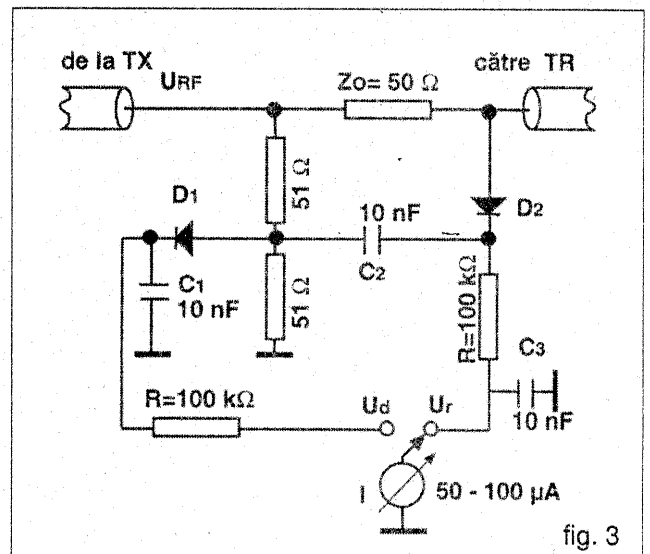 de la TX
URF
Zo= 50 Ω
către TR
51 Ω
D1
10 nF
C2
D2
C1
10 nF
51 Ω
R=100 kΩ
C3
10 nF
R=100 kΩ
Ud
Ur
I
50 - 100 µA
fig. 3